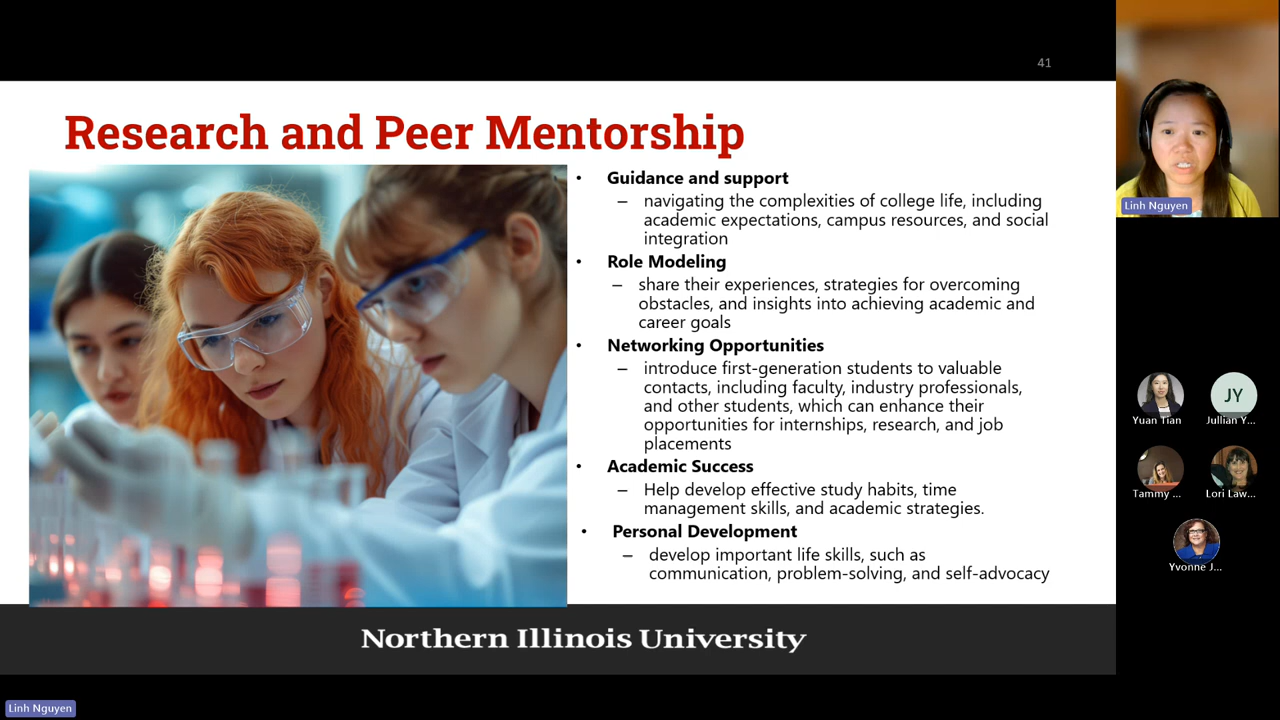 41
Research and Peer Mentorship
• Guidance and support
– navigating the complexities of college life, including
academic expectations, campus resources, and social
integration
• Role Modeling
– share their experiences, strategies for overcoming
obstacles, and insights into achieving academic and
career goals
• Networking Opportunities
– introduce first-generation students to valuable
contacts, including faculty, industry professionals,
and other students, which can enhance their
opportunities for internships, research, and job
placements
• Academic Success
– Help develop effective study habits, time
management skills, and academic strategies.
• Personal Development
– develop important life skills, such as
communication, problem-solving, and self-advocacy
Northern Illinois University
Linh Nguyen
Yuan Tian
JY
Jullian Y...
Tammy ...
Lori Law...
Yvonne J...
Linh Nguyen